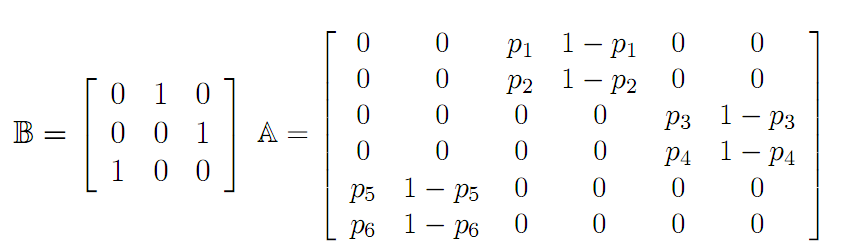 0 0 p₁ 1 − p₁ 0 0
0 0 p₂ 1 − p₂ 0 0
0 1 0
0 0 0 0 p₃ 1 − p₃
𝔹 = 0 0 1 𝔸 =
0 0 0 0 p₄ 1 − p₄
1 0 0
p₅ 1 − p₅ 0 0 0 0
p₆ 1 − p₆ 0 0 0 0